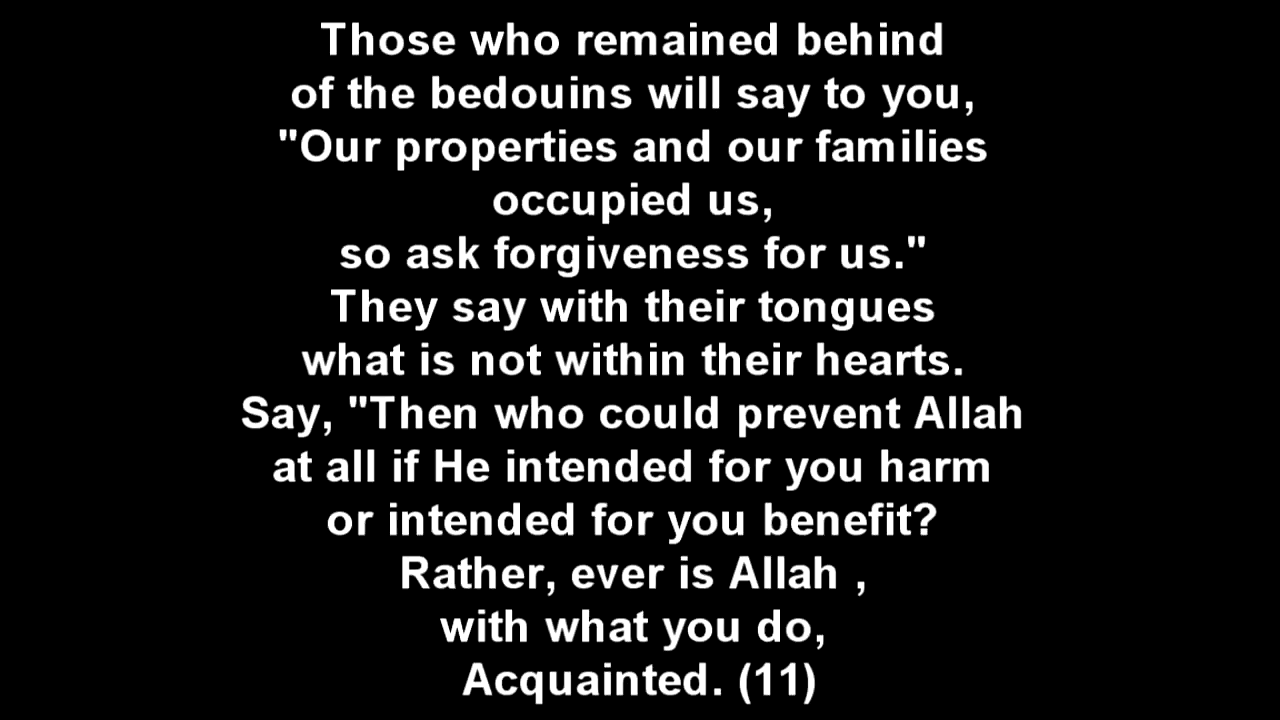 Those who remained behind
of the bedouins will say to you,
"Our properties and our families
occupied us,
so ask forgiveness for us."
They say with their tongues
what is not within their hearts.
Say, "Then who could prevent Allah
at all if He intended for you harm
or intended for you benefit?
Rather, ever is Allah ,
with what you do,
Acquainted. (11)